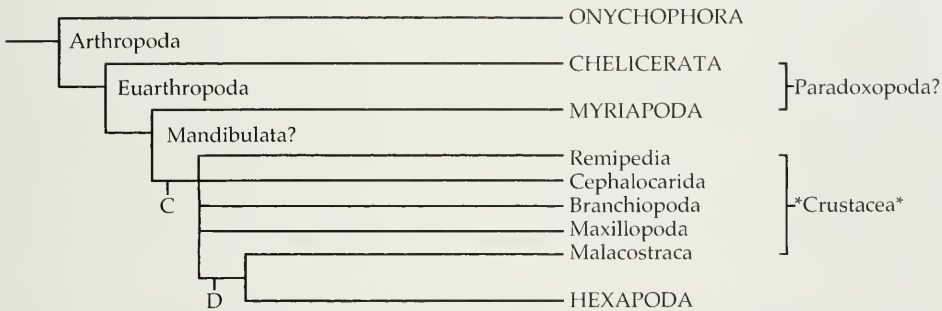 ONYCHOPHORA
Arthropoda
CHELICERATA
Euarthropoda
Paradoxopoda?
MYRIAPODA
Mandibulata?
Remipedia
Cephalocarida
C
Branchiopoda
*Crustacea*
Maxillopoda
Malacostraca
D
HEXAPODA